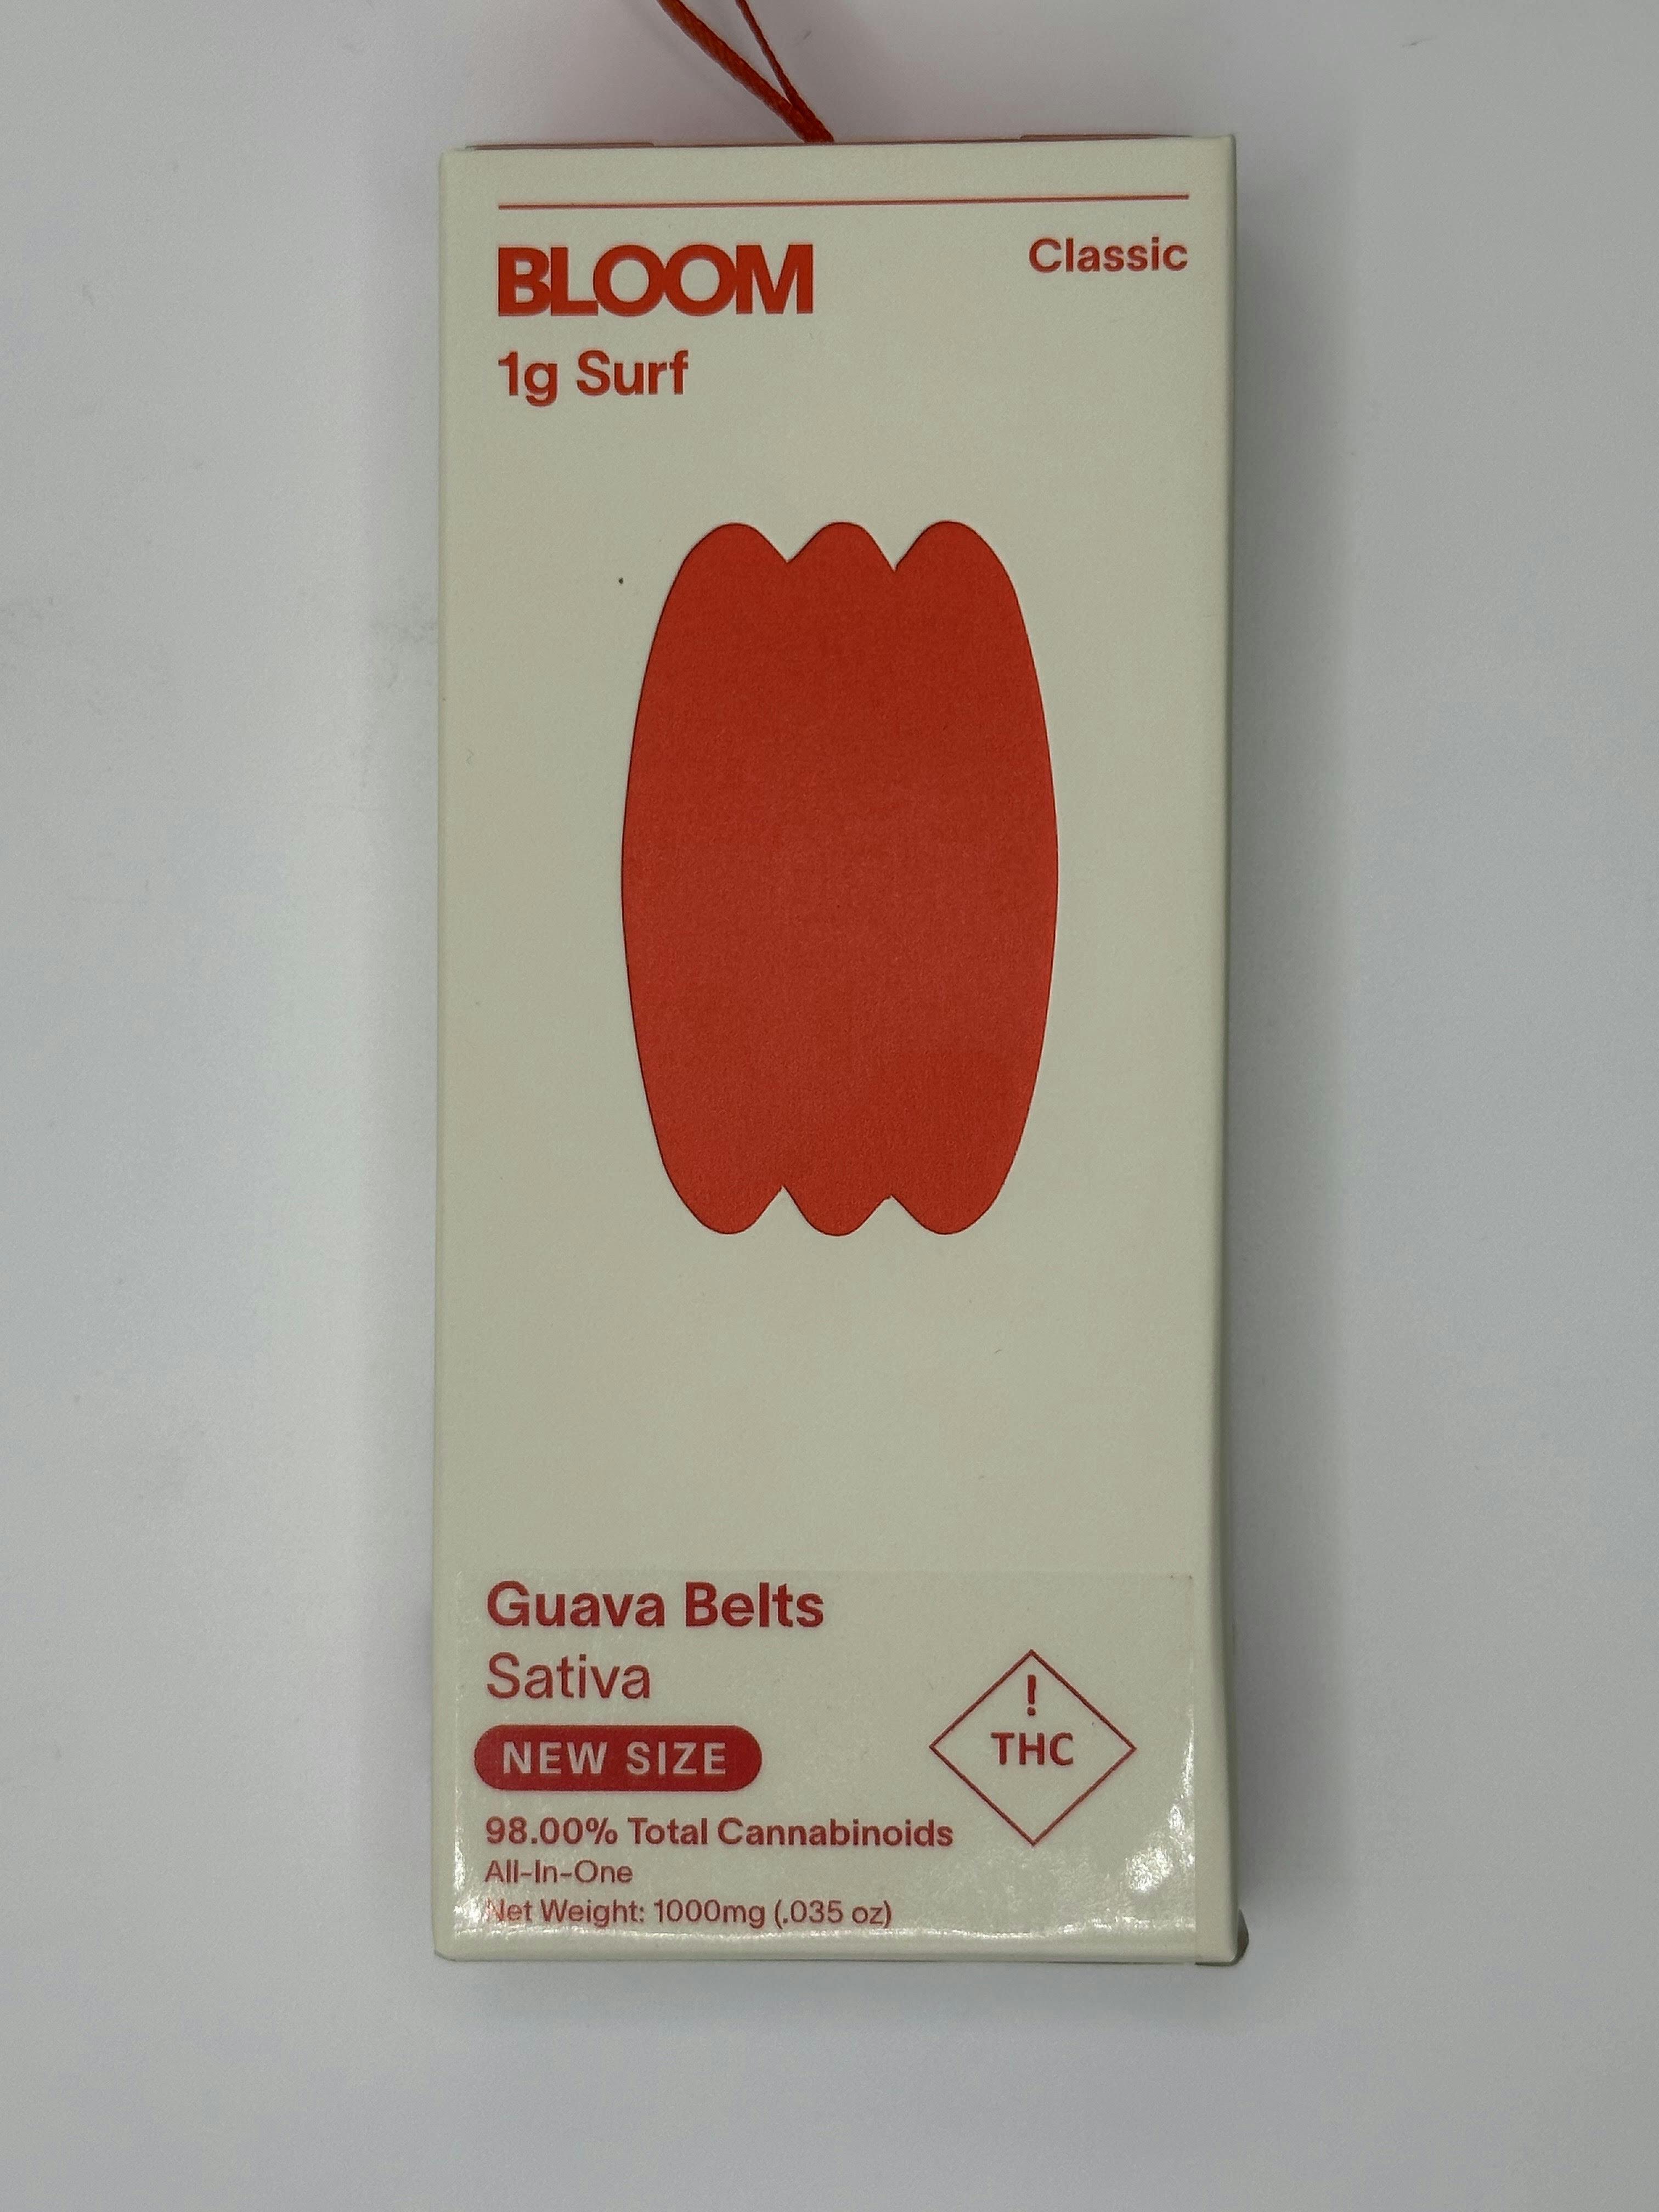 BLOOM
Classic
1g Surf
Guava Belts
Sativa
!
THC
NEW SIZE
98.00% Total Cannabinoids
All-In-One
Net Weight: 1000mg (.035 oz)